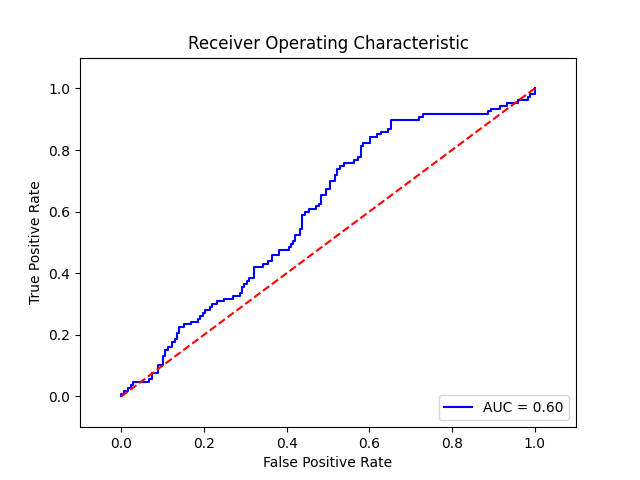 Receiver Operating Characteristic
True Positive Rate
1.0
0.8
0.6
0.4
0.2
0.0
0.0 0.2 0.4 0.6 0.8 1.0
False Positive Rate
AUC = 0.60